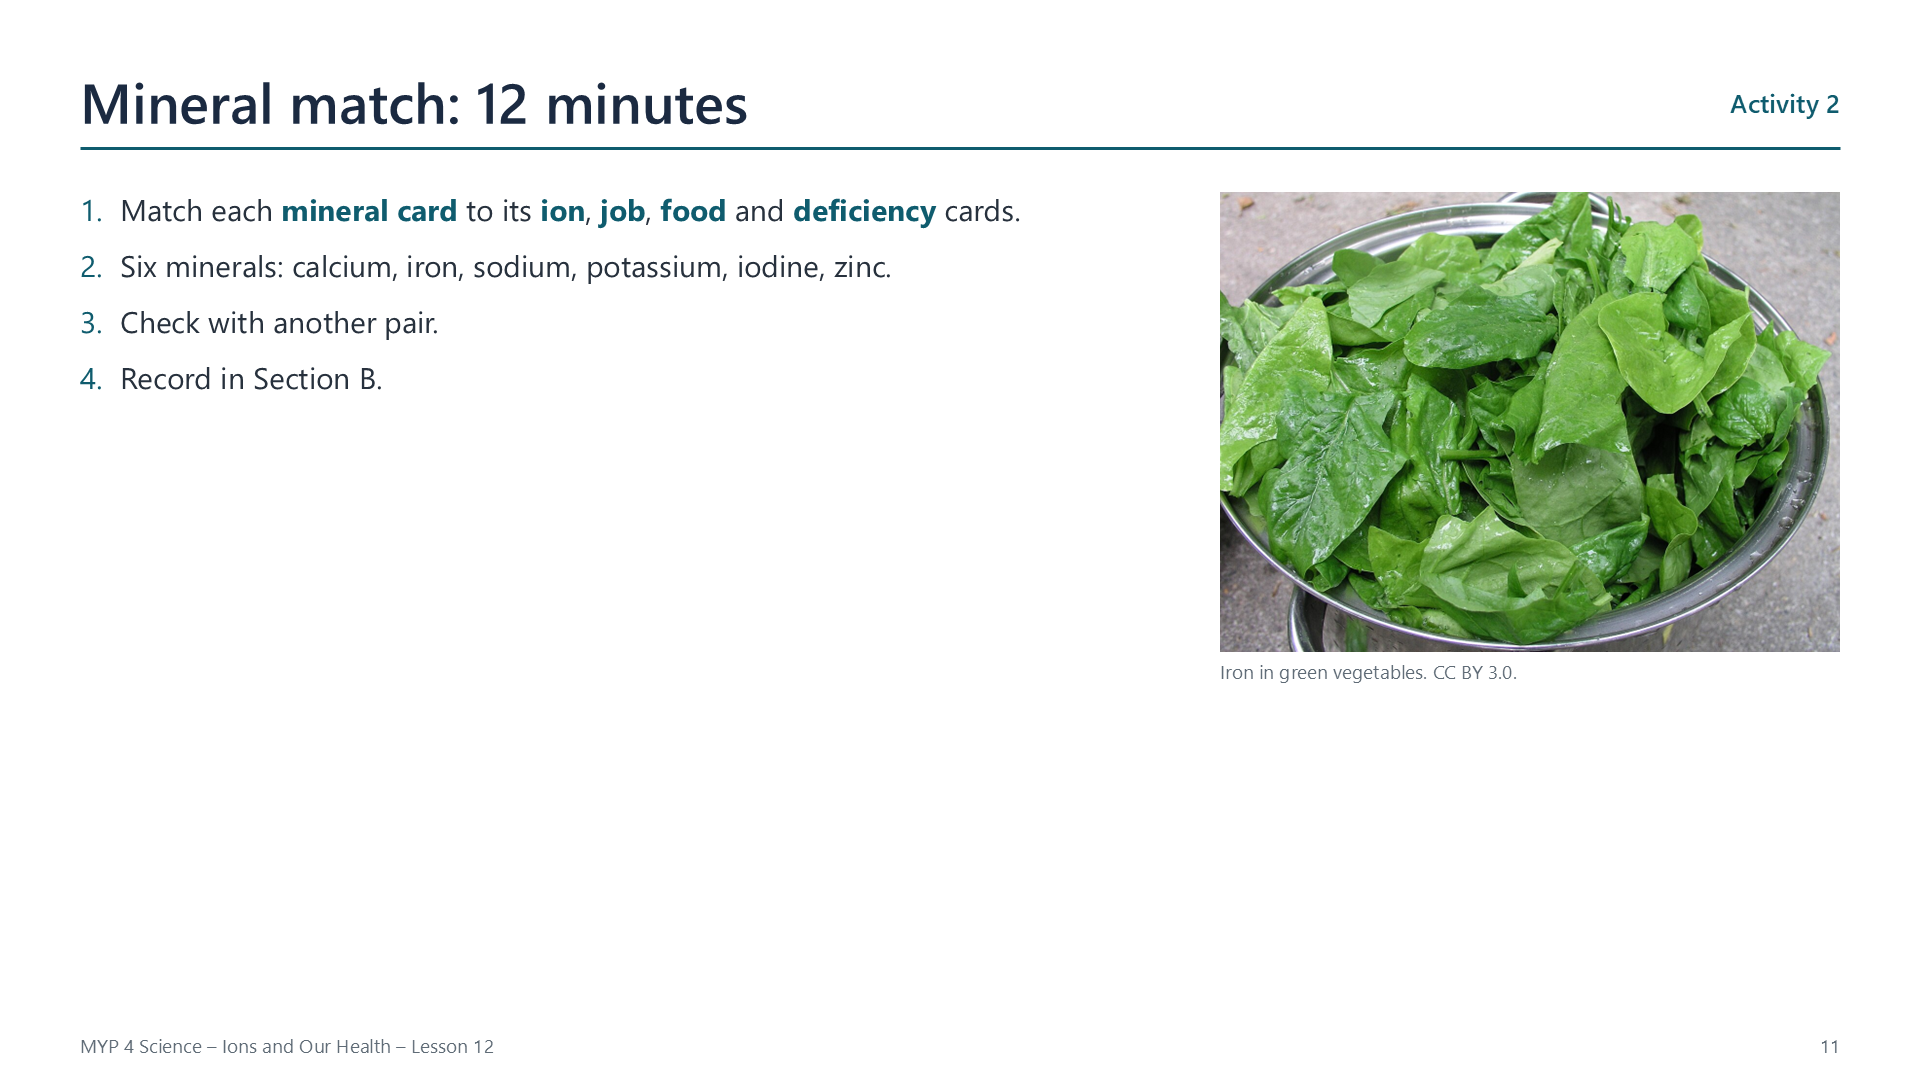 Mineral match: 12 minutes
Activity 2
1. Match each mineral card to its ion, job, food and deficiency cards.
2. Six minerals: calcium, iron, sodium, potassium, iodine, zinc.
3. Check with another pair.
4. Record in Section B.
Iron in green vegetables. CC BY 3.0.
MYP 4 Science – Ions and Our Health – Lesson 12
11